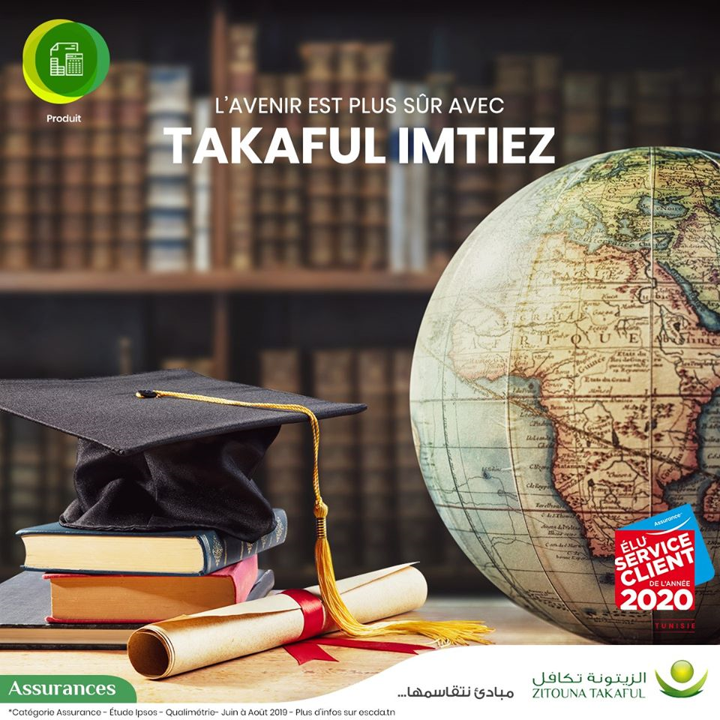 Produit
L'AVENIR EST PLUS SÛR AVEC
TAKAFUL IMTIEZ
AFRIQUE
Assurance*
ÉLU
SERVICE
CLIENT
DE L'ANNÉE
2020
TUNISIE
Assurances
مبادئ نتقاسمها...
الزيتونة تكافل
ZITOUNA TAKAFUL
*Catégorie Assurance - Étude Ipsos - Qualimétrie- Juin à Août 2019 - Plus d'infos sur escda.tn